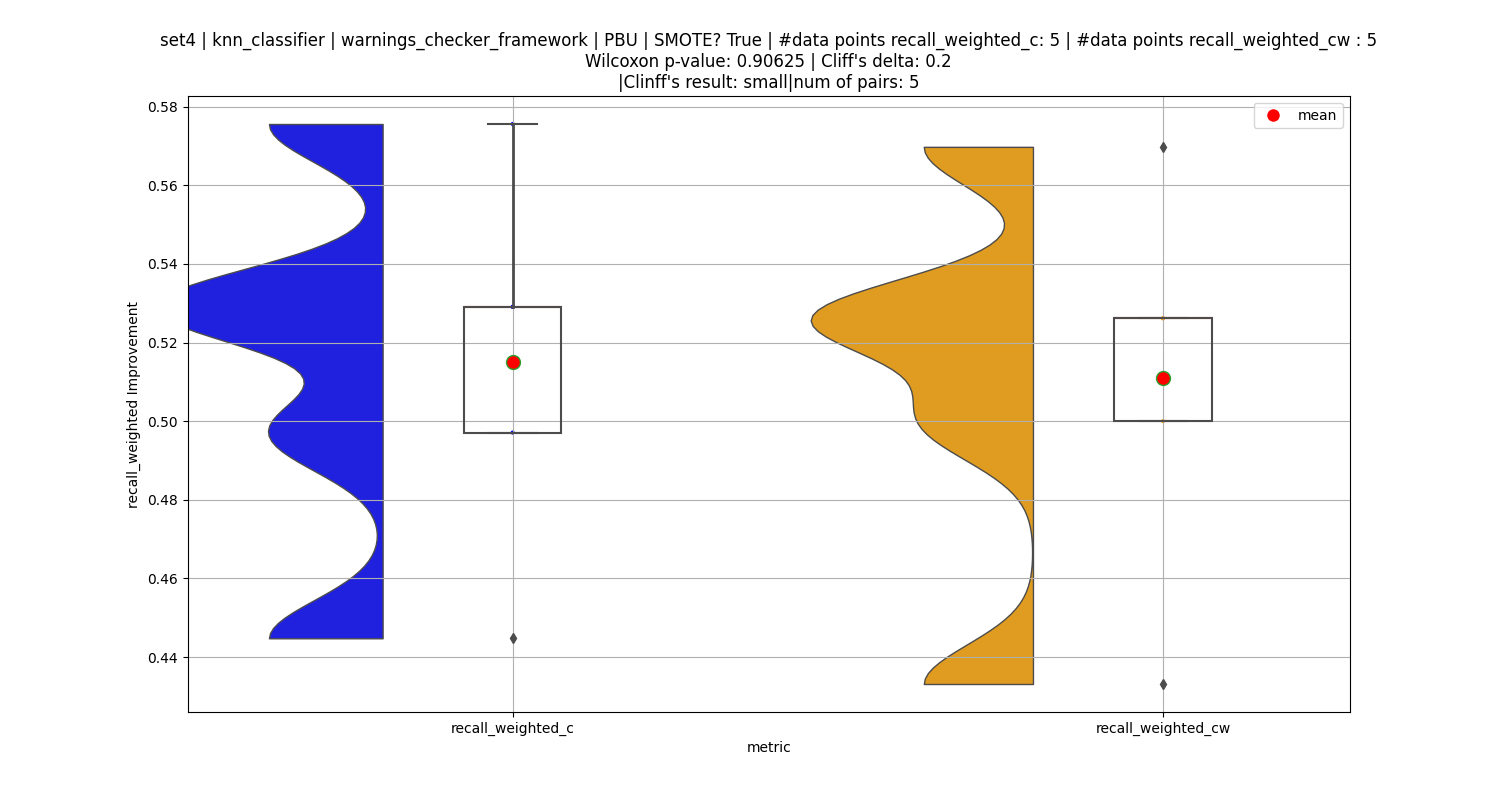 set4 | knn_classifier | warnings_checker_framework | PBU | SMOTE? True | #data points recall_weighted_c: 5 | #data points recall_weighted_cw : 5
Wilcoxon p-value: 0.90625 | Cliff's delta: 0.2
|Clinff's result: small|num of pairs: 5
mean
0.58
0.56
0.54
0.52
0.50
0.48
0.46
0.44
recall_weighted Improvement
recall_weighted_c
recall_weighted_cw
metric